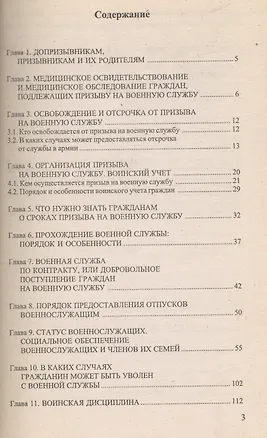 Содержание
Глава 1. ДОПРИЗЫВНИКАМ,
ПРИЗЫВНИКАМ И ИХ РОДИТЕЛЯМ 5
Глава 2. МЕДИЦИНСКОЕ ОСВИДЕТЕЛЬСТВОВАНИЕ
И МЕДИЦИНСКОЕ ОБСЛЕДОВАНИЕ ГРАЖДАН,
ПОДЛЕЖАЩИХ ПРИЗЫВУ НА ВОЕННУЮ СЛУЖБУ 6
Глава 3. ОСВОБОЖДЕНИЕ И ОТСРОЧКА ОТ ПРИЗЫВА
НА ВОЕННУЮ СЛУЖБУ 12
3.1. Кто освобождается от призыва на военную службу 12
3.2. В каких случаях может предоставляться отсрочка
от службы в армии 13
Глава 4. ОРГАНИЗАЦИЯ ПРИЗЫВА
НА ВОЕННУЮ СЛУЖБУ. ВОИНСКИЙ УЧЕТ 20
4.1. Кем осуществляется призыв на военную службу 21
4.2. Порядок и особенности воинского учета граждан 29
Глава 5. ЧТО НУЖНО ЗНАТЬ ГРАЖДАНАМ
О СРОКАХ ПРИЗЫВА НА ВОЕННУЮ СЛУЖБУ 32
Глава 6. ПРОХОЖДЕНИЕ ВОЕННОЙ СЛУЖБЫ:
ПОРЯДОК И ОСОБЕННОСТИ 37
Глава 7. ВОЕННАЯ СЛУЖБА
ПО КОНТРАКТУ, ИЛИ ДОБРОВОЛЬНОЕ
ПОСТУПЛЕНИЕ ГРАЖДАН
НА ВОЕННУЮ СЛУЖБУ 42
Глава 8. ПОРЯДОК ПРЕДОСТАВЛЕНИЯ ОТПУСКОВ
ВОЕННОСЛУЖАЩИМ 50
Глава 9. СТАТУС ВОЕННОСЛУЖАЩИХ.
СОЦИАЛЬНОЕ ОБЕСПЕЧЕНИЕ
ВОЕННОСЛУЖАЩИХ И ЧЛЕНОВ ИХ СЕМЕЙ 55
Глава 10. В КАКИХ СЛУЧАЯХ
ГРАЖДАНИН МОЖЕТ БЫТЬ УВОЛЕН
С ВОЕННОЙ СЛУЖБЫ 102
Глава 11. ВОИНСКАЯ ДИСЦИПЛИНА 112
3